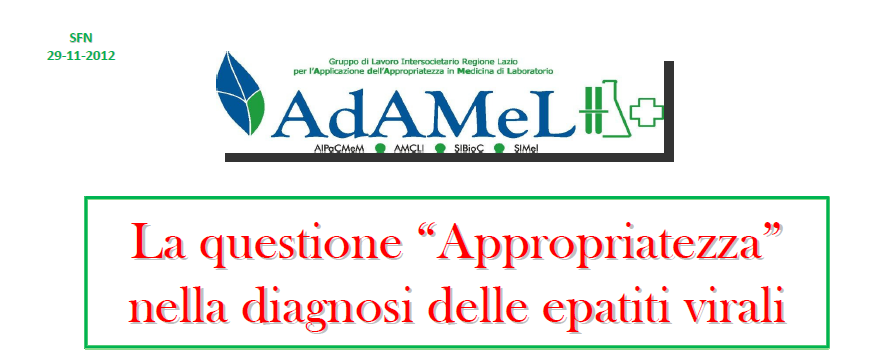 SFN
29-11-2012
Gruppo di Lavoro Intersocietario Regione Lazio
per l'Applicazione dell'Appropriatezza in Medicina di Laboratorio
AdAMeL
AIPaCMeM AMCLI SIBioC SIMeL
La questione “Appropriatezza”
nella diagnosi delle epatiti virali